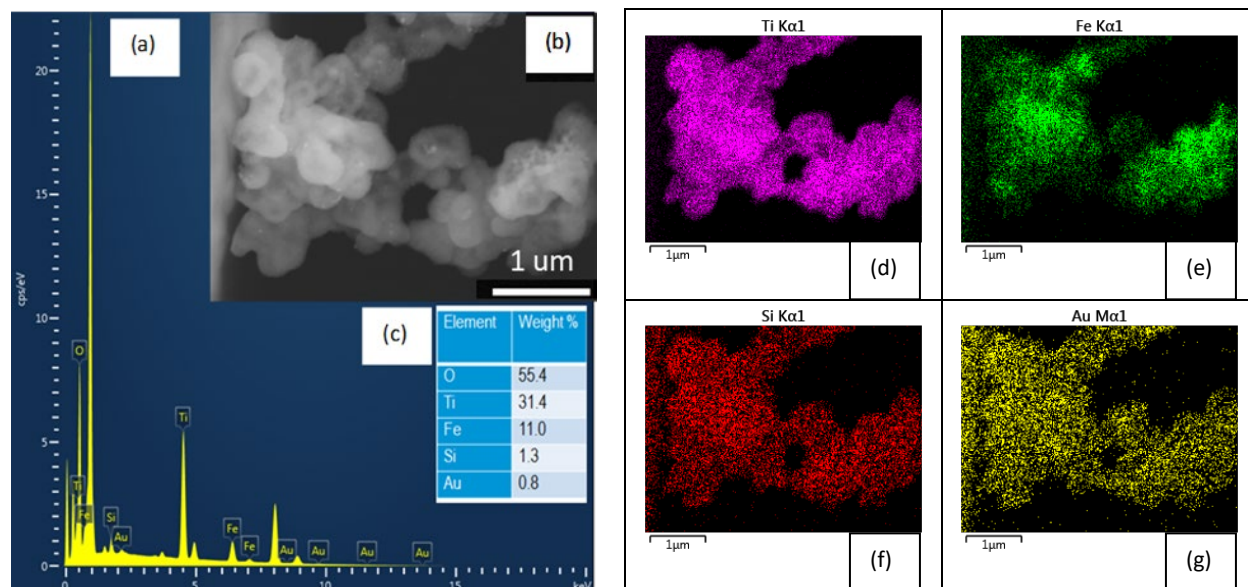 (a)
(b)
20
15
10
5
0
cps/eV
O
Ti
Fe
Si
Au
Ti
Fe
Fe
Au
Au
Au
Au
0
5
10
15
keV
1 um
(c)
Element Weight %
O 55.4
Ti 31.4
Fe 11.0
Si 1.3
Au 0.8
Ti Kα1
1µm
(d)
Fe Kα1
1µm
(e)
Si Kα1
1µm
(f)
Au Mα1
1µm
(g)